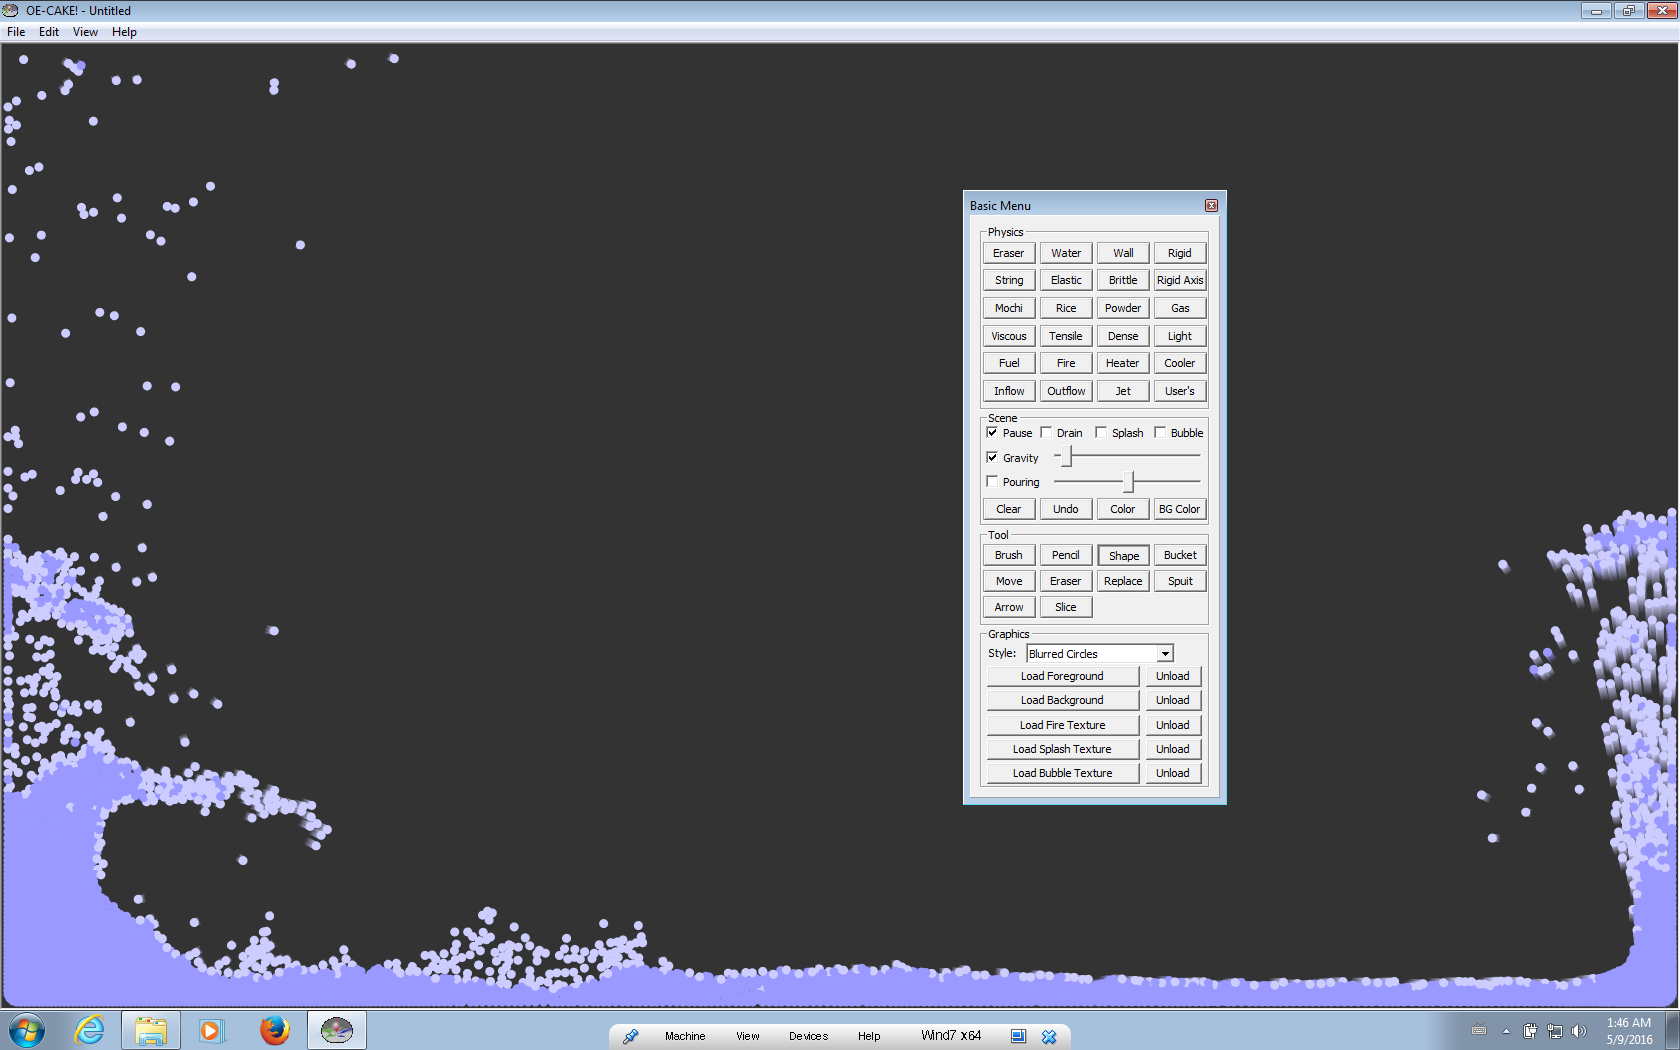 OE-CAKE! - Untitled
File Edit View Help
Basic Menu
Physics
Eraser Water Wall Rigid
String Elastic Brittle Rigid Axis
Mochi Rice Powder Gas
Viscous Tensile Dense Light
Fuel Fire Heater Cooler
Inflow Outflow Jet User's
Scene
Pause Drain Splash Bubble
Gravity
Pouring
Clear Undo Color BG Color
Tool
Brush Pencil Shape Bucket
Move Eraser Replace Spuit
Arrow Slice
Graphics
Style: Blurred Circles
Load Foreground Unload
Load Background Unload
Load Fire Texture Unload
Load Splash Texture Unload
Load Bubble Texture Unload
Machine View Devices Help Wind7 x64
1:46 AM
5/9/2016